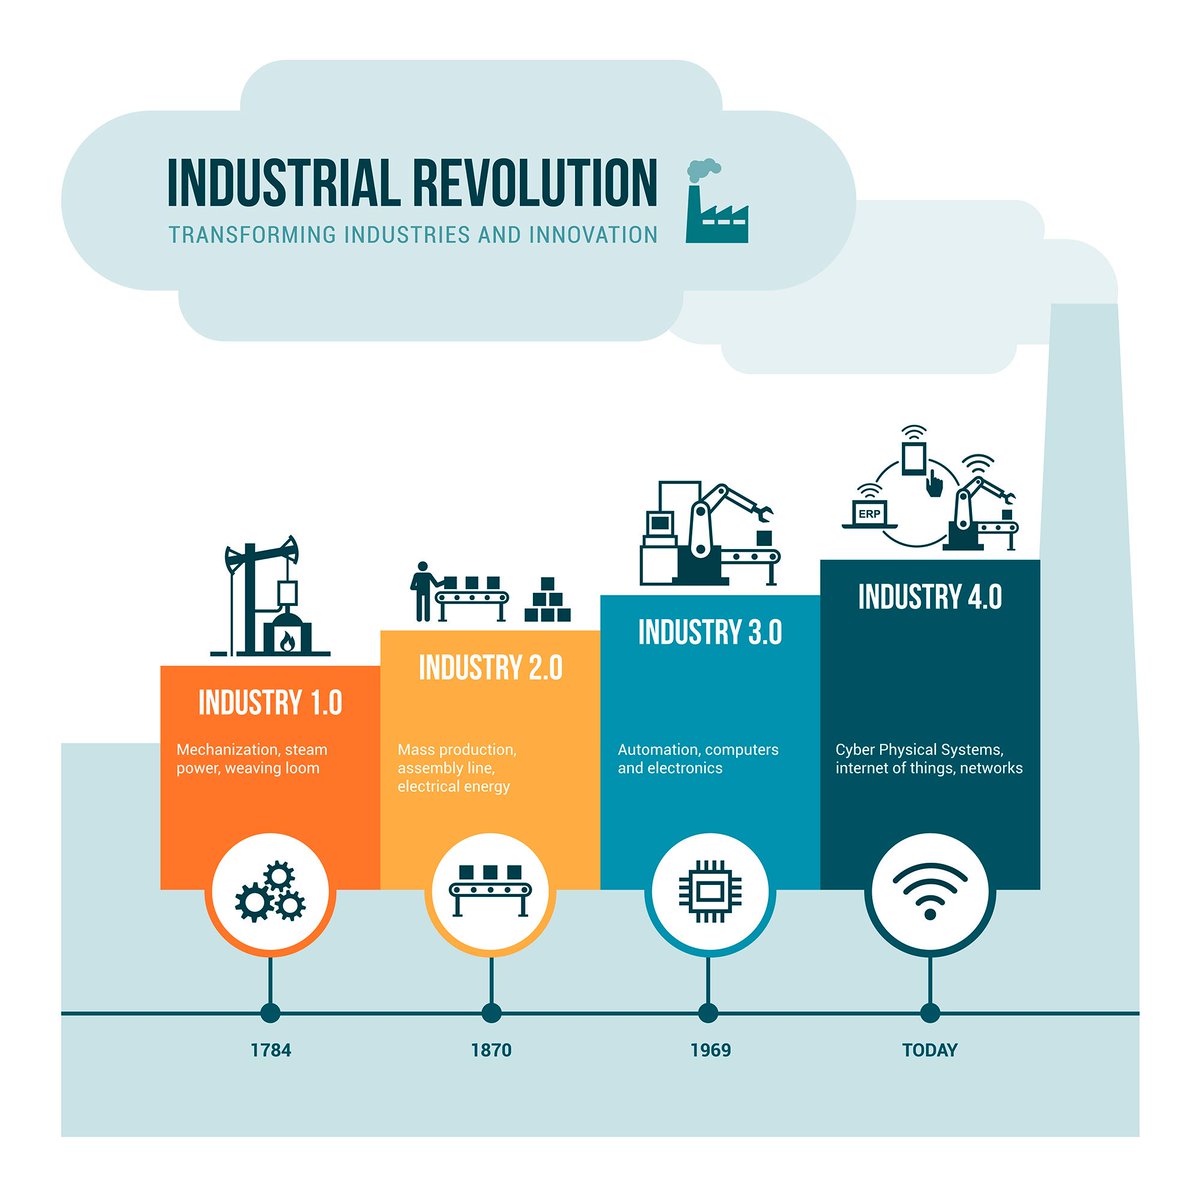 INDUSTRIAL REVOLUTION
TRANSFORMING INDUSTRIES AND INNOVATION
ERP
INDUSTRY 1.0
Mechanization, steam
power, weaving loom
INDUSTRY 2.0
Mass production,
assembly line,
electrical energy
INDUSTRY 3.0
Automation, computers
and electronics
INDUSTRY 4.0
Cyber Physical Systems,
internet of things, networks
1784
1870
1969
TODAY